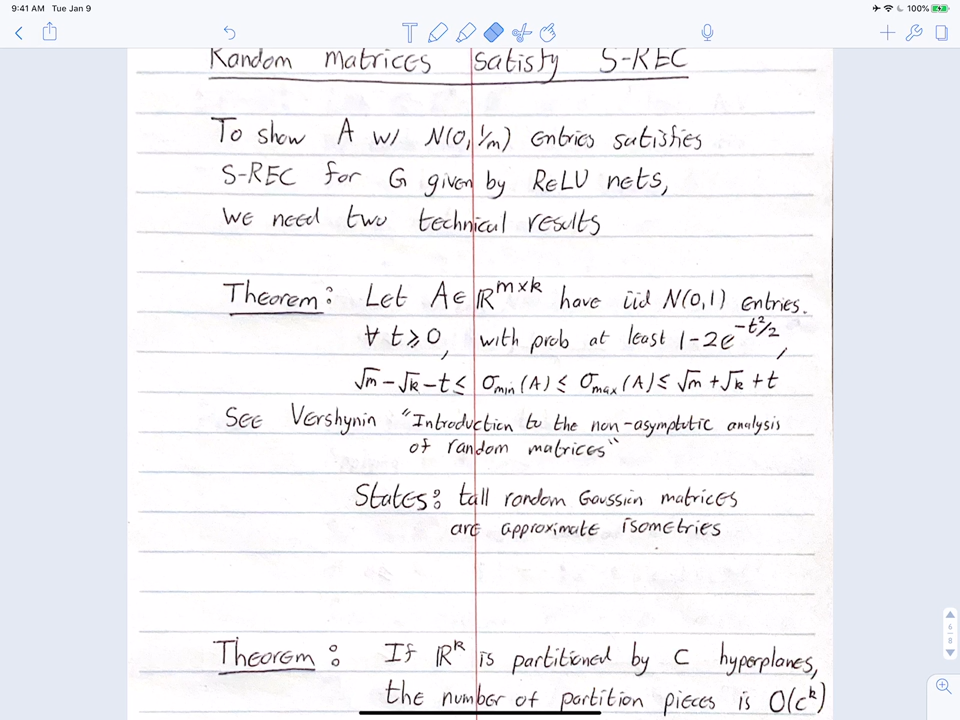 9:41 AM Tue Jan 9
100%
Random matrices satisfy S-REC
To show A w/ N(0, 1/m) entries satisfies
S-REC for G given by ReLU nets,
we need two technical results
Theorem: Let A ∈ ℝ^{m×k} have iid N(0,1) entries.
∀ t ≥ 0, with prob at least 1-2e^{-t²/2},
√m - √k - t ≤ σ_min(A) ≤ σ_max(A) ≤ √m + √k + t
See Vershynin "Introduction to the non-asymptotic analysis
of random matrices"
States: tall random Gaussian matrices
are approximate isometries
6
8
Theorem: If ℝ^k is partitioned by C hyperplanes,
the number of partition pieces is O(c^k)